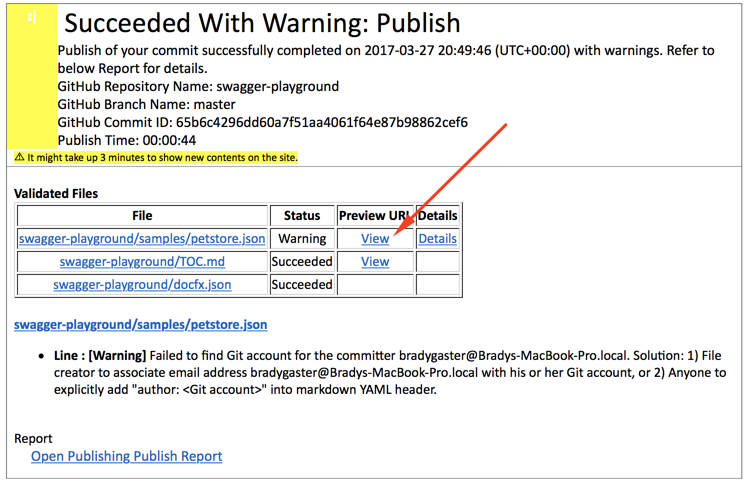 :|
Succeeded With Warning: Publish
Publish of your commit successfully completed on 2017-03-27 20:49:46 (UTC+00:00) with warnings. Refer to
below Report for details.
GitHub Repository Name: swagger-playground
GitHub Branch Name: master
GitHub Commit ID: 65b6c4296dd60a7f51aa4061f64e87b98862cef6
Publish Time: 00:00:44
⚠ It might take up 3 minutes to show new contents on the site.
Validated Files
File Status Preview URL Details
swagger-playground/samples/petstore.json Warning View Details
swagger-playground/TOC.md Succeeded View
swagger-playground/docfx.json Succeeded
swagger-playground/samples/petstore.json
• Line : [Warning] Failed to find Git account for the committer bradygaster@Bradys-MacBook-Pro.local. Solution: 1) File
creator to associate email address bradygaster@Bradys-MacBook-Pro.local with his or her Git account, or 2) Anyone to
explicitly add "author: <Git account>" into markdown YAML header.
Report
Open Publishing Publish Report